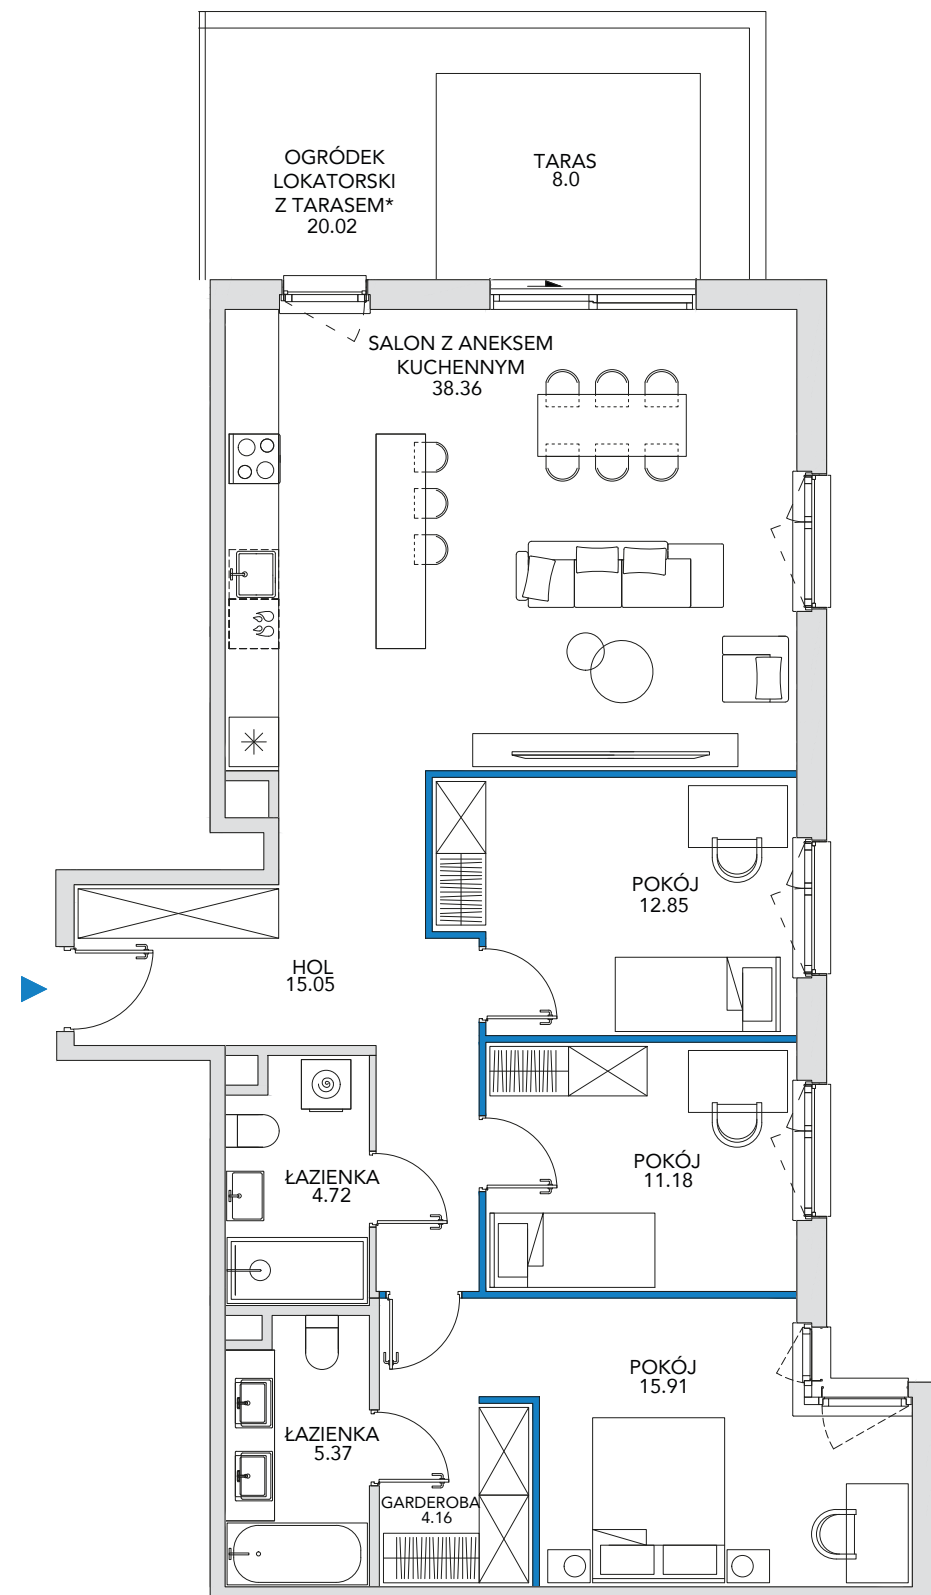 OGRÓDEK
LOKATORSKI
Z TARASEM*
20.02
TARAS
8.0
SALON Z ANEKSEM
KUCHENNYM
38.36
POKÓJ
12.85
HOL
15.05
POKÓJ
11.18
ŁAZIENKA
4.72
POKÓJ
15.91
ŁAZIENKA
5.37
GARDEROBA
4.16